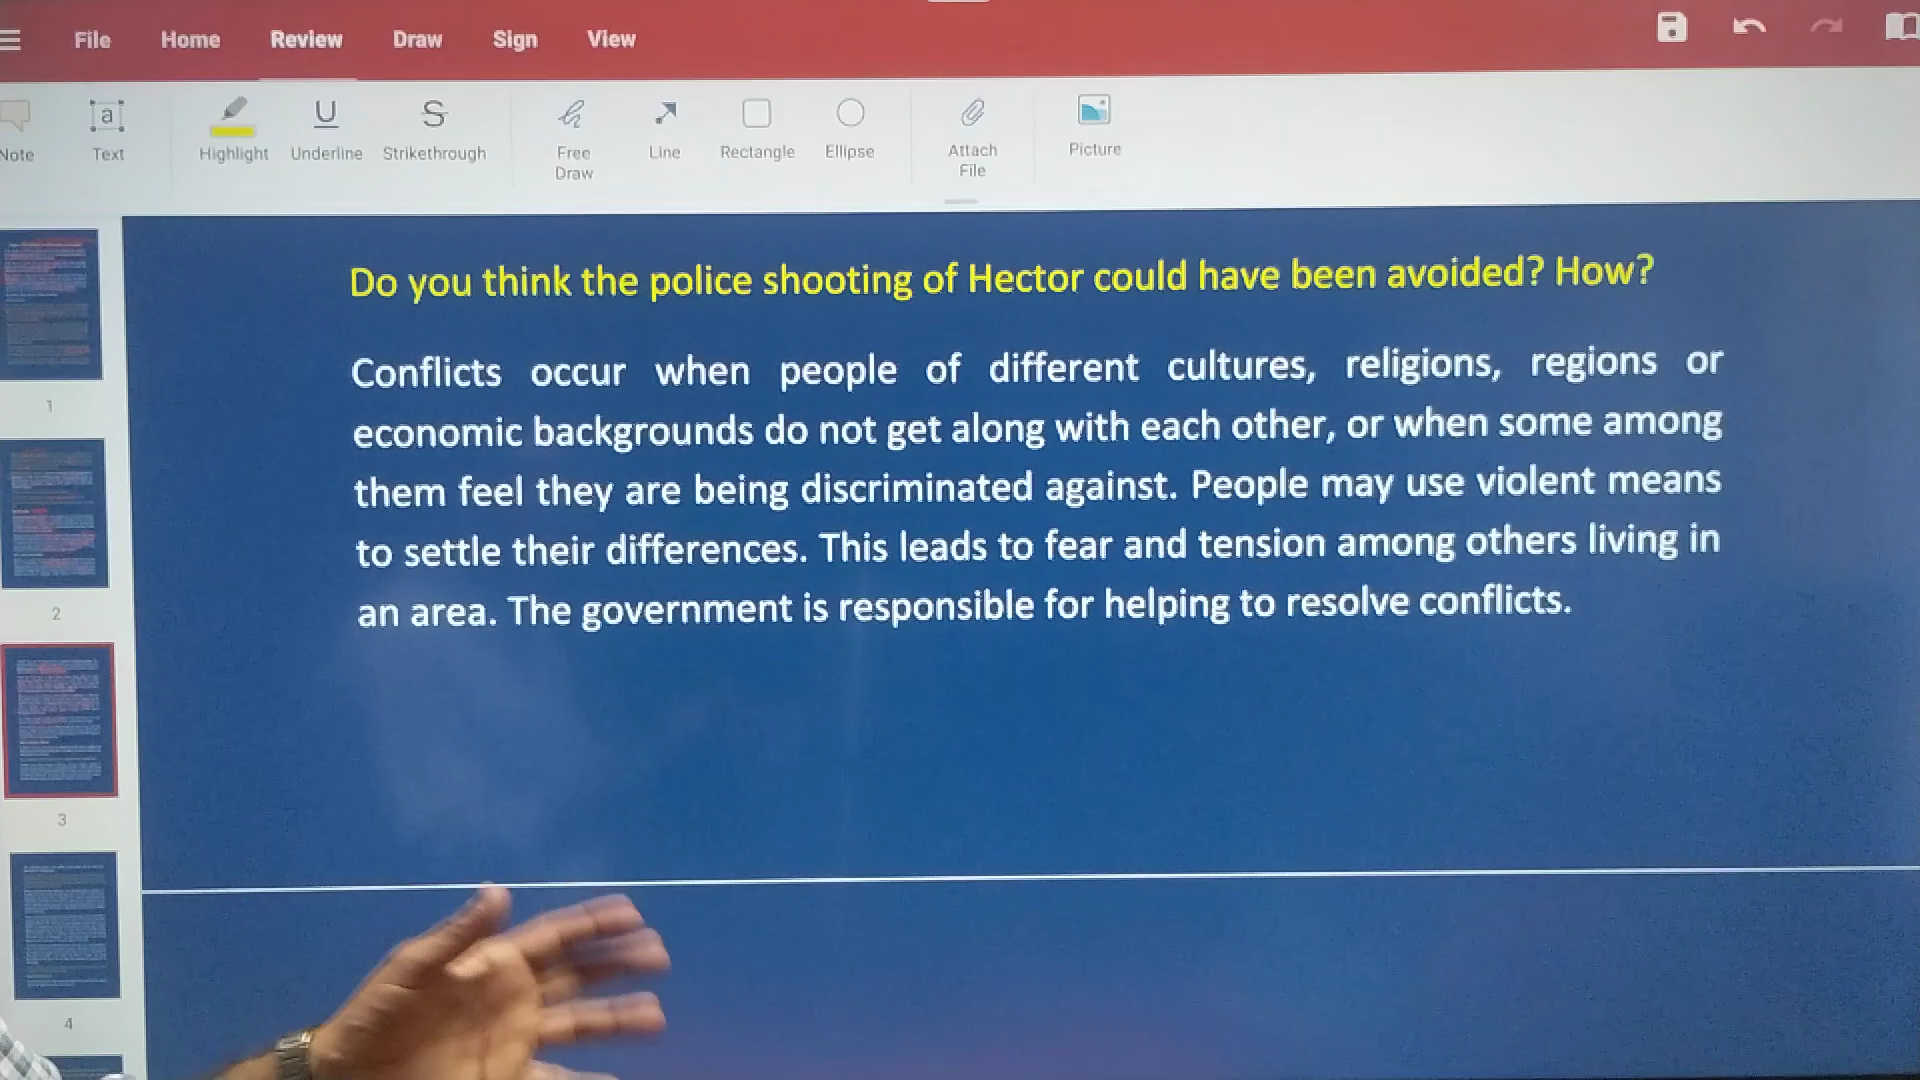 File Home Review Draw Sign View
Note Text Highlight Underline Strikethrough Free Draw Line Rectangle Ellipse Attach File Picture
Do you think the police shooting of Hector could have been avoided? How?
Conflicts occur when people of different cultures, religions, regions or
economic backgrounds do not get along with each other, or when some among
them feel they are being discriminated against. People may use violent means
to settle their differences. This leads to fear and tension among others living in
an area. The government is responsible for helping to resolve conflicts.
1
2
3
4